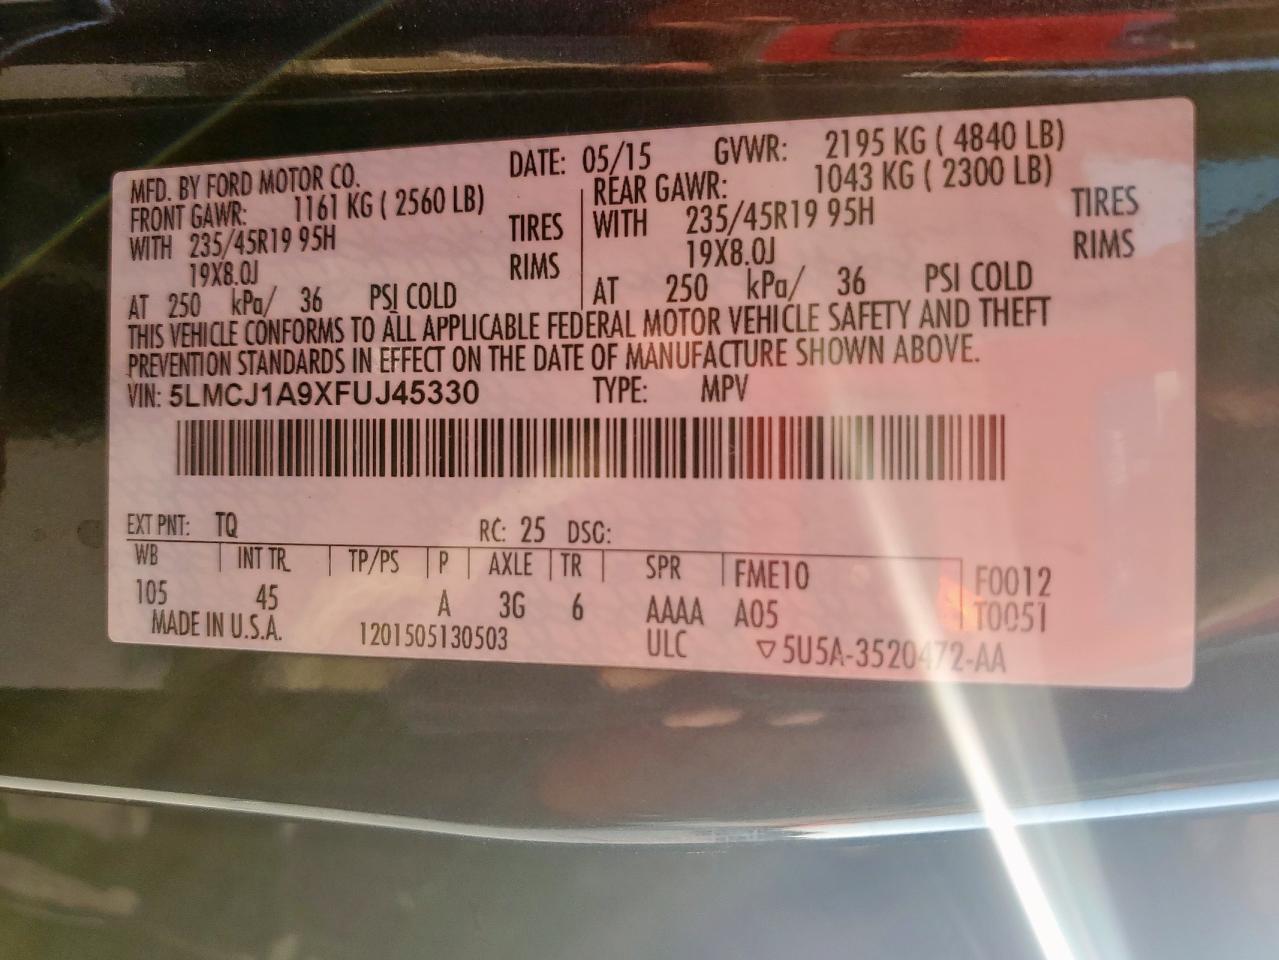 MFD. BY FORD MOTOR CO. DATE: 05/15 GVWR: 2195 KG ( 4840 LB)
FRONT GAWR: 1161 KG ( 2560 LB) REAR GAWR: 1043 KG ( 2300 LB)
WITH 235/45R19 95H TIRES WITH 235/45R19 95H TIRES
19X8.0J RIMS 19X8.0J RIMS
AT 250 kPa/ 36 PSI COLD AT 250 kPa/ 36 PSI COLD
THIS VEHICLE CONFORMS TO ALL APPLICABLE FEDERAL MOTOR VEHICLE SAFETY AND THEFT
PREVENTION STANDARDS IN EFFECT ON THE DATE OF MANUFACTURE SHOWN ABOVE.
VIN: 5LMCJ1A9XFUJ45330 TYPE: MPV
EXT PNT: TQ RC: 25 DSC:
WB INT TR TP/PS P AXLE TR SPR FME10 F0012
105 45 A 3G 6 AAAA A05 T0051
MADE IN U.S.A. 1201505130503 ULC ▽5U5A-3520472-AA